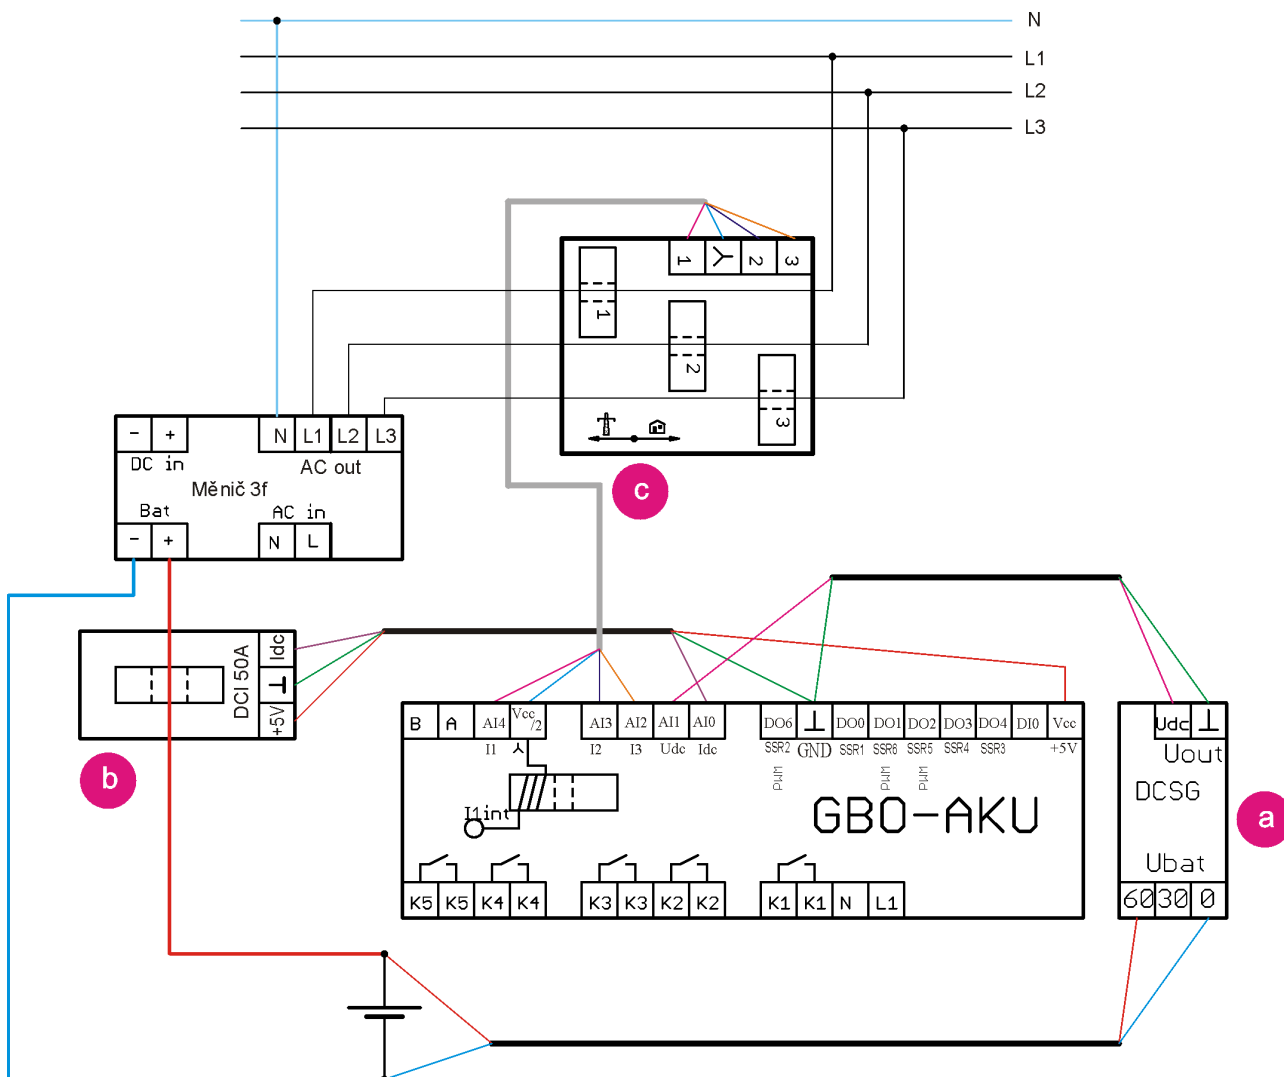 N
L1
L2
L3
1 Y 2 3
1
2
3
- + N L1 L2 L3
DC in AC out
Měnič 3f
Bat AC in
- + N L
c
DCI 50A
Idc
⊥
+5V
b
B A AI4 Vcc/2 AI3 AI2 AI1 AI0 DO6 ⊥ DO0 DO1 DO2 DO3 DO4 DI0 Vcc
I1 Y I2 I3 Udc Idc SSR2 GND SSR1 SSR6 SSR5 SSR4 SSR3 +5V
PWM PWM PWM
I1int
GBO-AKU
K5 K5 K4 K4 K3 K3 K2 K2 K1 K1 N L1
Udc ⊥
Uout
DCSG
a
Ubat
60 30 0